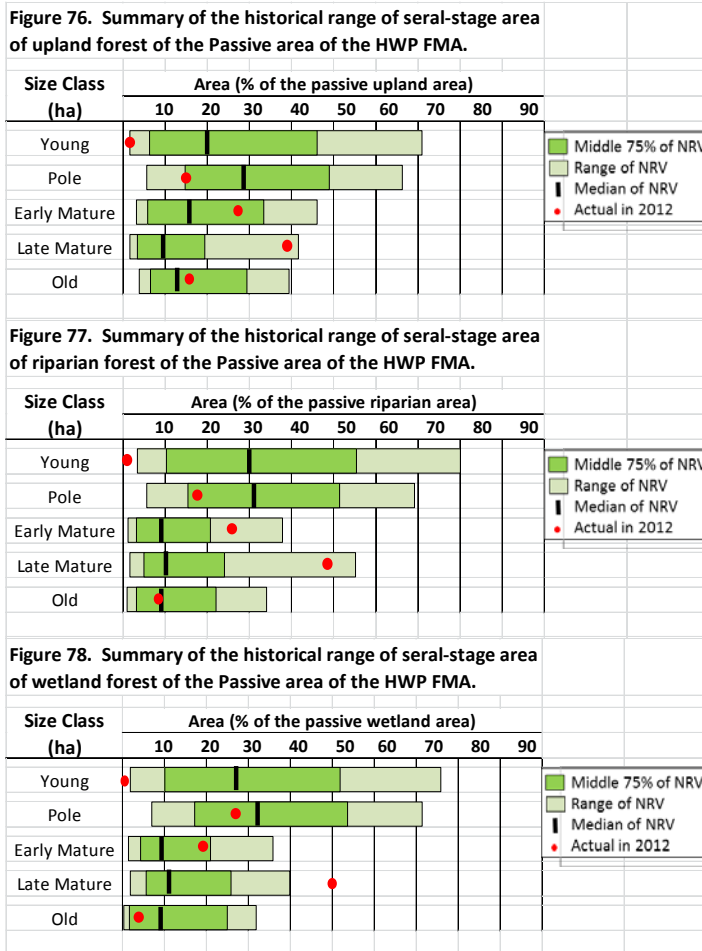 Figure 76. Summary of the historical range of seral-stage area
of upland forest of the Passive area of the HWP FMA.
Size Class
(ha)
Area (% of the passive upland area)
10 20 30 40 50 60 70 80 90
Young
Pole
Early Mature
Late Mature
Old
Middle 75% of NRV
Range of NRV
Median of NRV
Actual in 2012
Figure 77. Summary of the historical range of seral-stage area
of riparian forest of the Passive area of the HWP FMA.
Size Class
(ha)
Area (% of the passive riparian area)
10 20 30 40 50 60 70 80 90
Young
Pole
Early Mature
Late Mature
Old
Middle 75% of NRV
Range of NRV
Median of NRV
Actual in 2012
Figure 78. Summary of the historical range of seral-stage area
of wetland forest of the Passive area of the HWP FMA.
Size Class
(ha)
Area (% of the passive wetland area)
10 20 30 40 50 60 70 80 90
Young
Pole
Early Mature
Late Mature
Old
Middle 75% of NRV
Range of NRV
Median of NRV
Actual in 2012